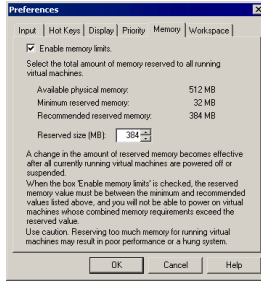 Preferences
Input Hot Keys Display Priority Memory Workspace
Enable memory limits.
Select the total amount of memory reserved to all running
virtual machines.
Available physical memory: 512 MB
Minimum reserved memory: 32 MB
Recommended reserved memory: 384 MB
Reserved size (MB): 384
A change in the amount of reserved memory becomes effective
after all currently running virtual machines are powered off or
suspended.
When the box 'Enable memory limits' is checked, the reserved
memory value must be between the minimum and recommended
values listed above, and you will not be able to power on virtual
machines whose combined memory requirements exceed the
reserved value.
Use caution. Reserving too much memory for running virtual
machines may result in poor performance or a hung system.
OK Cancel Help